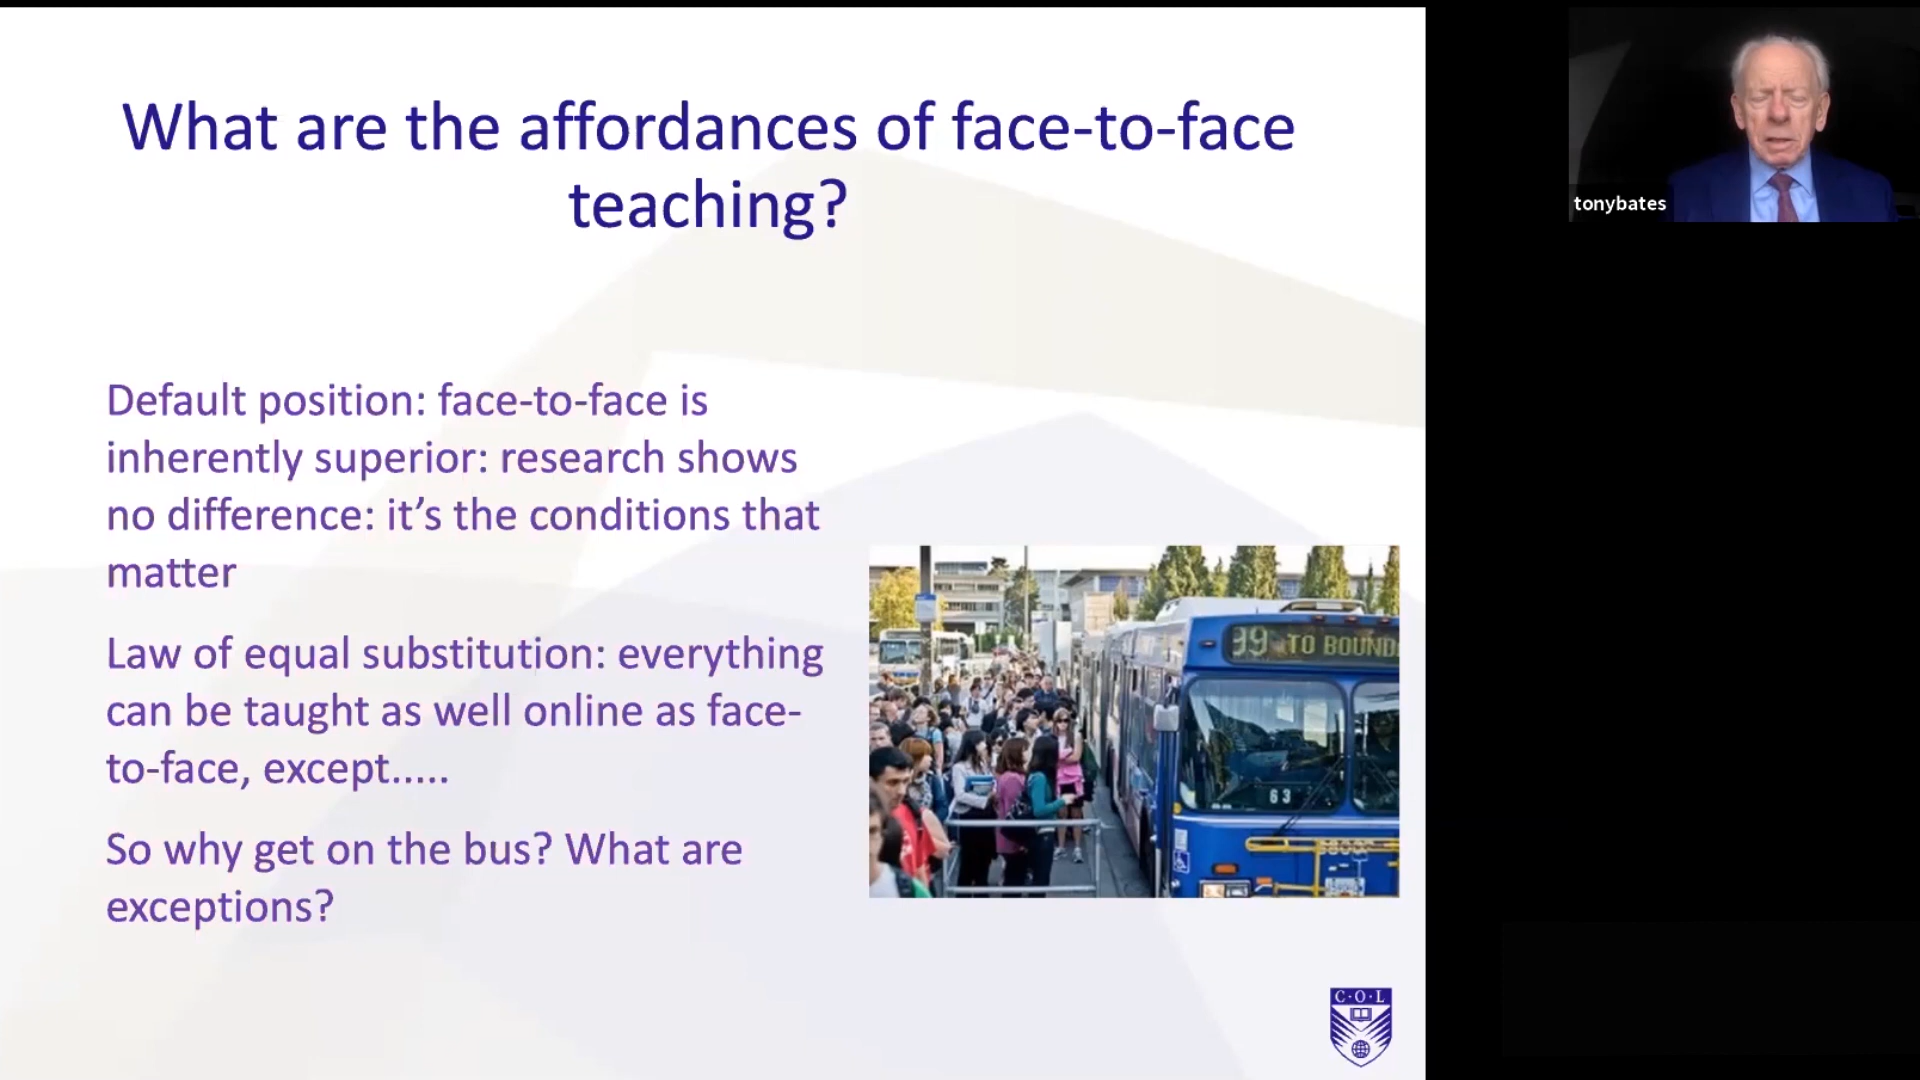 What are the affordances of face-to-face
teaching?
Default position: face-to-face is
inherently superior: research shows
no difference: it's the conditions that
matter
Law of equal substitution: everything
can be taught as well online as face-
to-face, except.....
So why get on the bus? What are
exceptions?
99 TO BOUND
63
C·O·L
tonybates